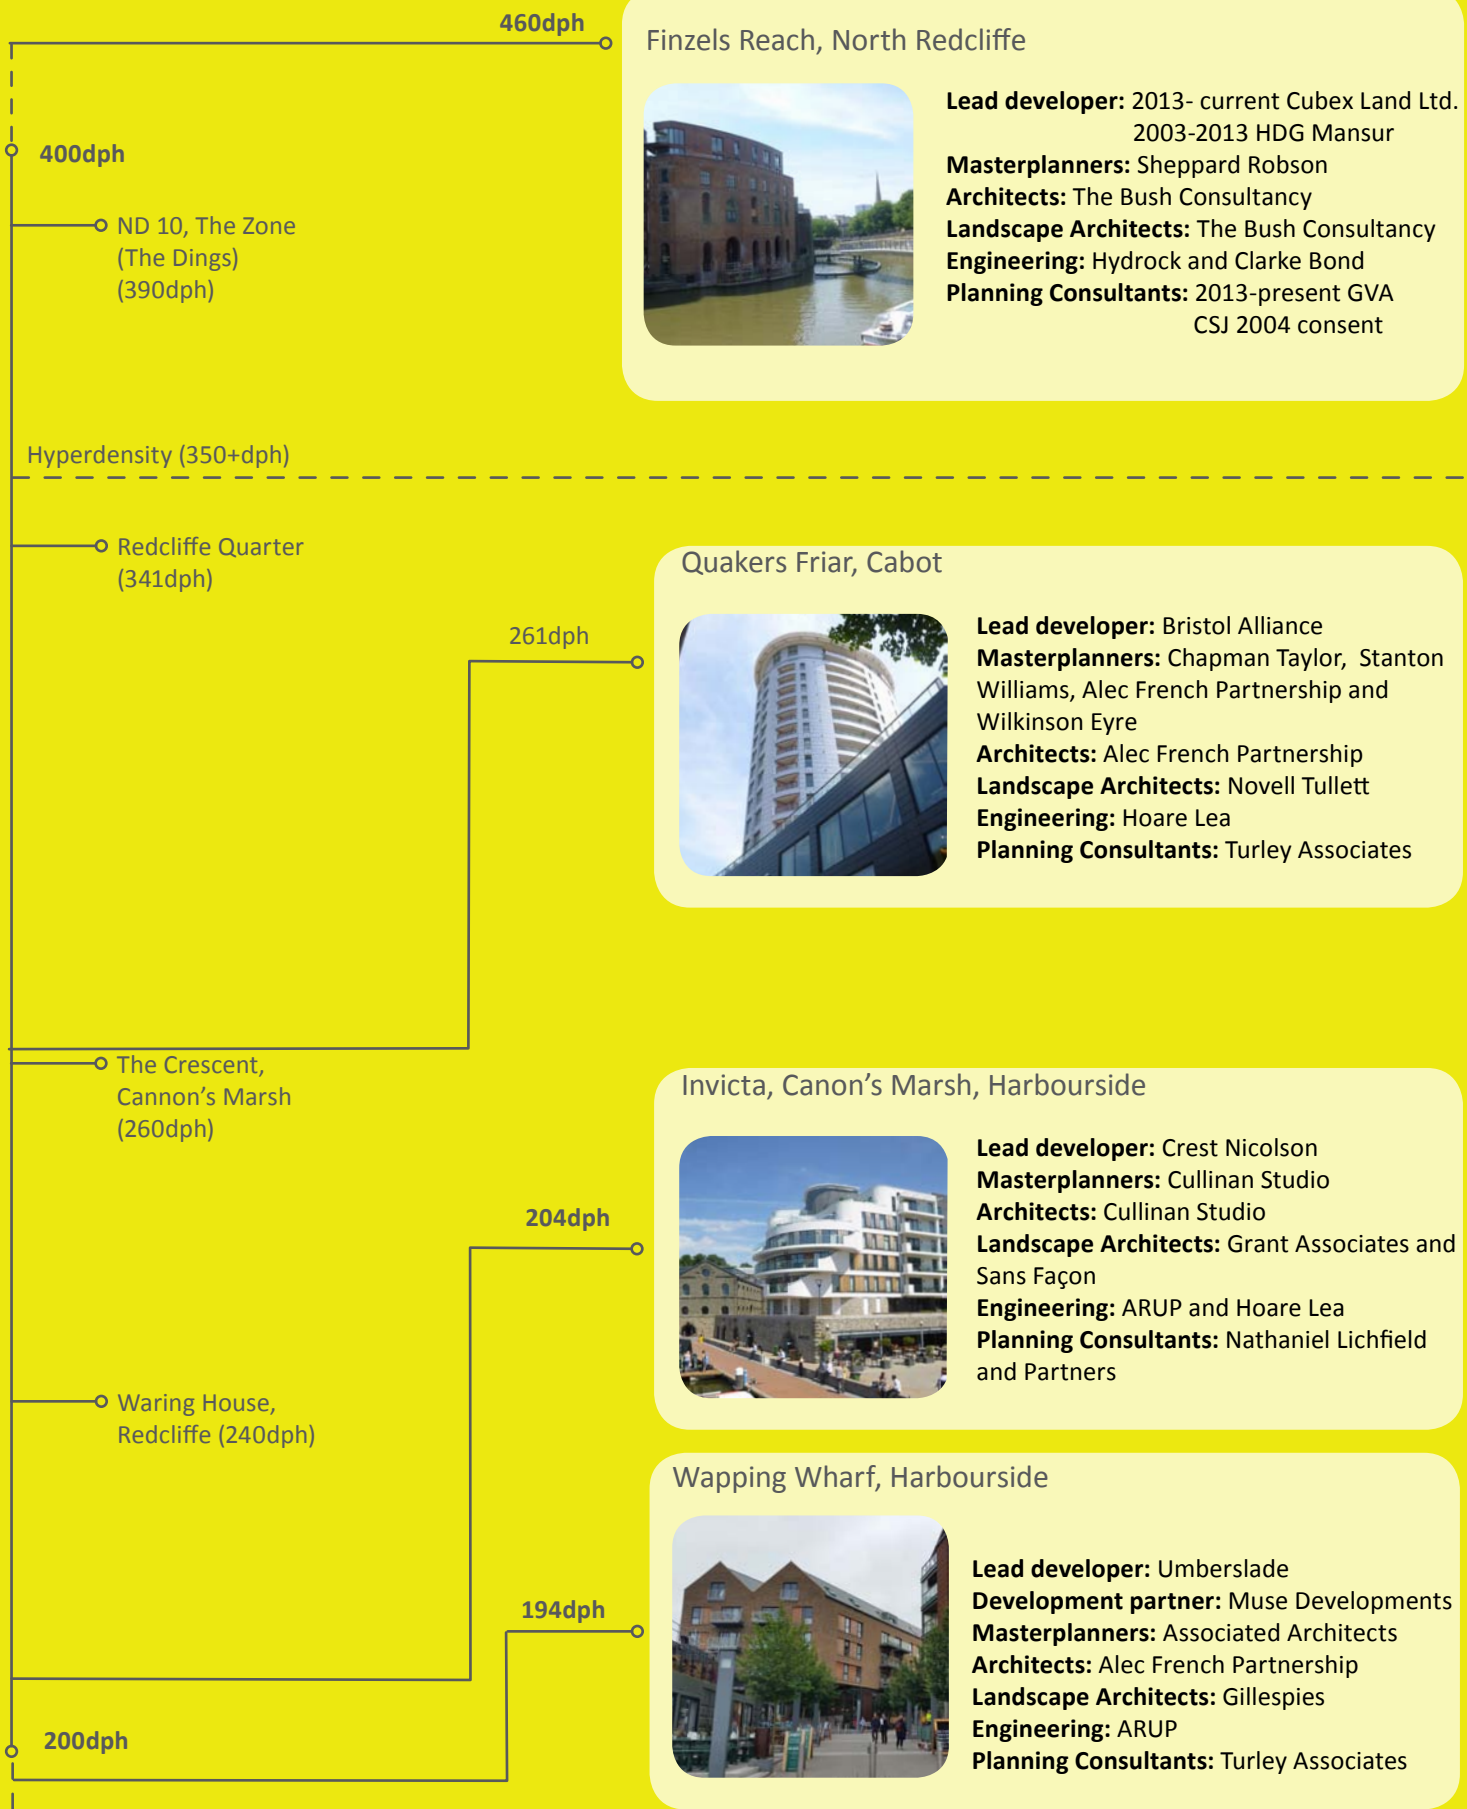 460dph
Finzels Reach, North Redcliffe
Lead developer: 2013- current Cubex Land Ltd.
2003-2013 HDG Mansur
Masterplanners: Sheppard Robson
Architects: The Bush Consultancy
Landscape Architects: The Bush Consultancy
Engineering: Hydrock and Clarke Bond
Planning Consultants: 2013-present GVA
CSJ 2004 consent
400dph
ND 10, The Zone
(The Dings)
(390dph)
Hyperdensity (350+dph)
Redcliffe Quarter
(341dph)
261dph
Quakers Friar, Cabot
Lead developer: Bristol Alliance
Masterplanners: Chapman Taylor, Stanton
Williams, Alec French Partnership and
Wilkinson Eyre
Architects: Alec French Partnership
Landscape Architects: Novell Tullett
Engineering: Hoare Lea
Planning Consultants: Turley Associates
The Crescent,
Cannon's Marsh
(260dph)
204dph
Invicta, Canon's Marsh, Harbourside
Lead developer: Crest Nicolson
Masterplanners: Cullinan Studio
Architects: Cullinan Studio
Landscape Architects: Grant Associates and
Sans Façon
Engineering: ARUP and Hoare Lea
Planning Consultants: Nathaniel Lichfield
and Partners
Waring House,
Redcliffe (240dph)
194dph
Wapping Wharf, Harbourside
Lead developer: Umberslade
Development partner: Muse Developments
Masterplanners: Associated Architects
Architects: Alec French Partnership
Landscape Architects: Gillespies
Engineering: ARUP
Planning Consultants: Turley Associates
200dph